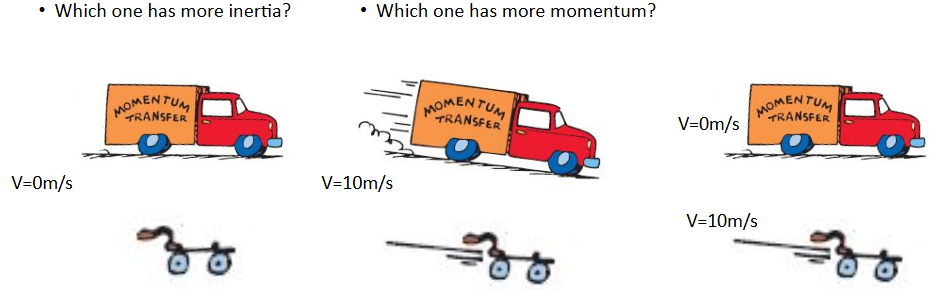 • Which one has more inertia?
• Which one has more momentum?
MOMENTUM
TRANSFER
V=0m/s
MOMENTUM
TRANSFER
V=10m/s
V=0m/s
MOMENTUM
TRANSFER
V=10m/s